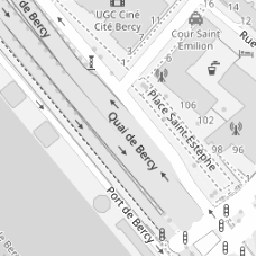 de Bercy
UGC Ciné
Cité Bercy
Cour Saint
Emilion
Rue
Place Saint-Estèphe
106
102
98
96
Quai de Bercy
Port de Bercy